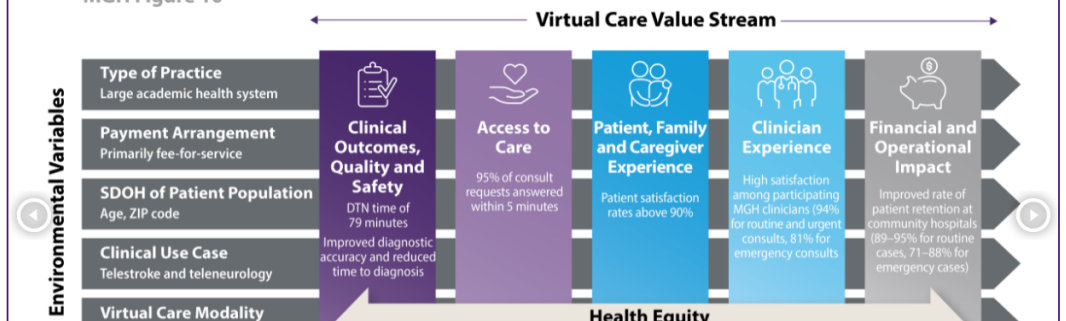 MGH Figure 10
Virtual Care Value Stream
Environmental Variables
Type of Practice
Large academic health system
Payment Arrangement
Primarily fee-for-service
SDOH of Patient Population
Age, ZIP code
Clinical Use Case
Telestroke and teleneurology
Virtual Care Modality
Clinical
Outcomes,
Quality and
Safety
DTN time of
79 minutes
Improved diagnostic
accuracy and reduced
time to diagnosis
Access to
Care
95% of consult
requests answered
within 5 minutes
Patient, Family
and Caregiver
Experience
Patient satisfaction
rates above 90%
Clinician
Experience
High satisfaction
among participating
MGH clinicians (94%
for routine and urgent
consults, 81% for
emergency consults
$
Financial and
Operational
Impact
Improved rate of
patient retention at
community hospitals
(89–95% for routine
cases, 71–88% for
emergency cases)
Health Equity